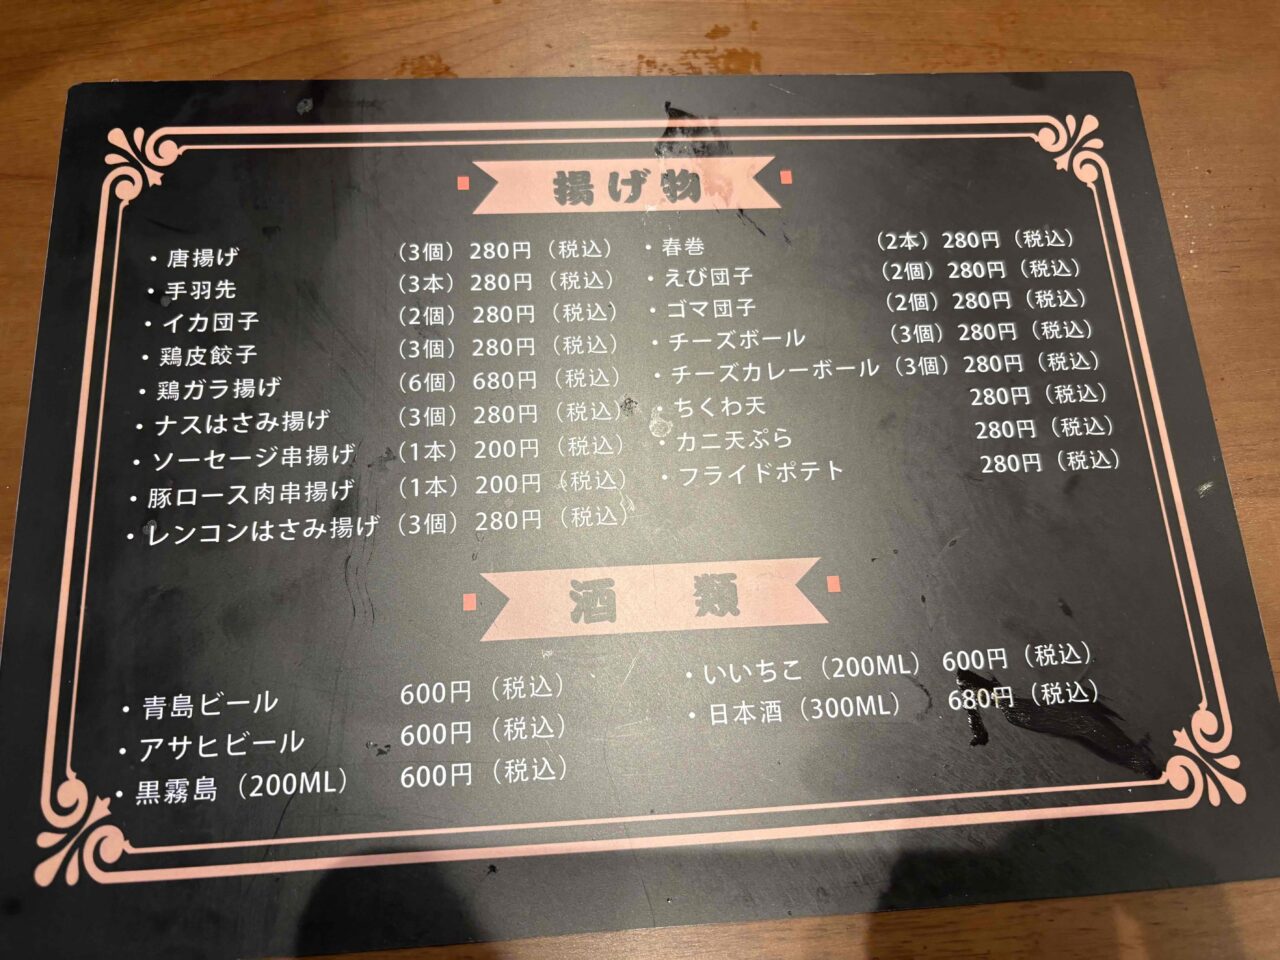 揚げ物
・唐揚げ （3個）280円（税込）
・手羽先 （3本）280円（税込）
・イカ団子 （2個）280円（税込）
・鶏皮餃子 （3個）280円（税込）
・鶏ガラ揚げ （6個）680円（税込）
・ナスはさみ揚げ （3個）280円（税込）
・ソーセージ串揚げ （1本）200円（税込）
・豚ロース肉串揚げ （1本）200円（税込）
・レンコンはさみ揚げ （3個）280円（税込）
・春巻 （2本）280円（税込）
・えび団子 （2個）280円（税込）
・ゴマ団子 （2個）280円（税込）
・チーズボール （3個）280円（税込）
・チーズカレーボール （3個）280円（税込）
・ちくわ天 280円（税込）
・カニ天ぷら 280円（税込）
・フライドポテト 280円（税込）
酒類
・青島ビール 600円（税込）
・アサヒビール 600円（税込）
・黒霧島（200ML） 600円（税込）
・いいちこ（200ML） 600円（税込）
・日本酒（300ML） 680円（税込）